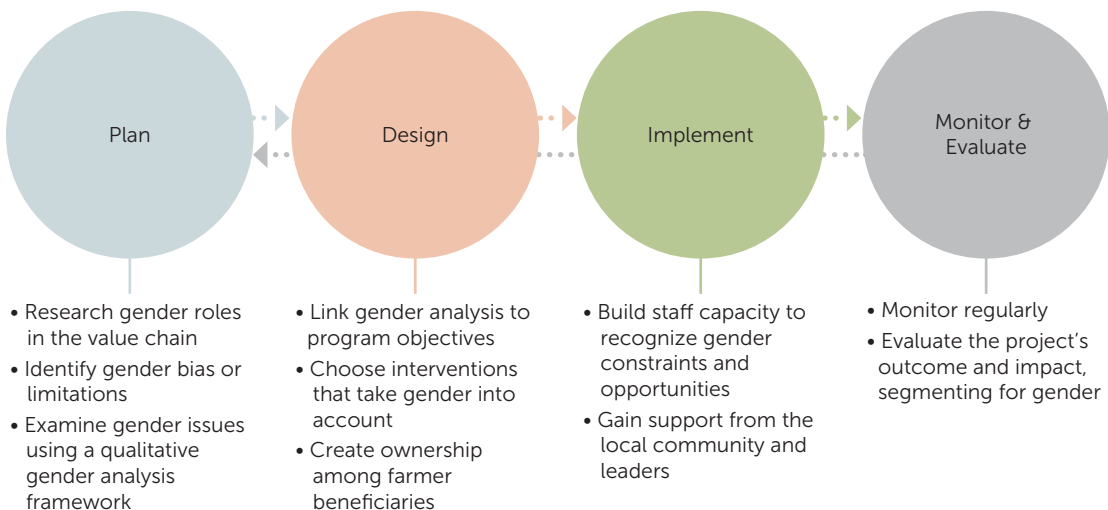 Plan
Design
Implement
Monitor &
Evaluate
• Research gender roles
in the value chain
• Identify gender bias or
limitations
• Examine gender issues
using a qualitative
gender analysis
framework
• Link gender analysis to
program objectives
• Choose interventions
that take gender into
account
• Create ownership
among farmer
beneficiaries
• Build staff capacity to
recognize gender
constraints and
opportunities
• Gain support from the
local community and
leaders
• Monitor regularly
• Evaluate the project’s
outcome and impact,
segmenting for gender